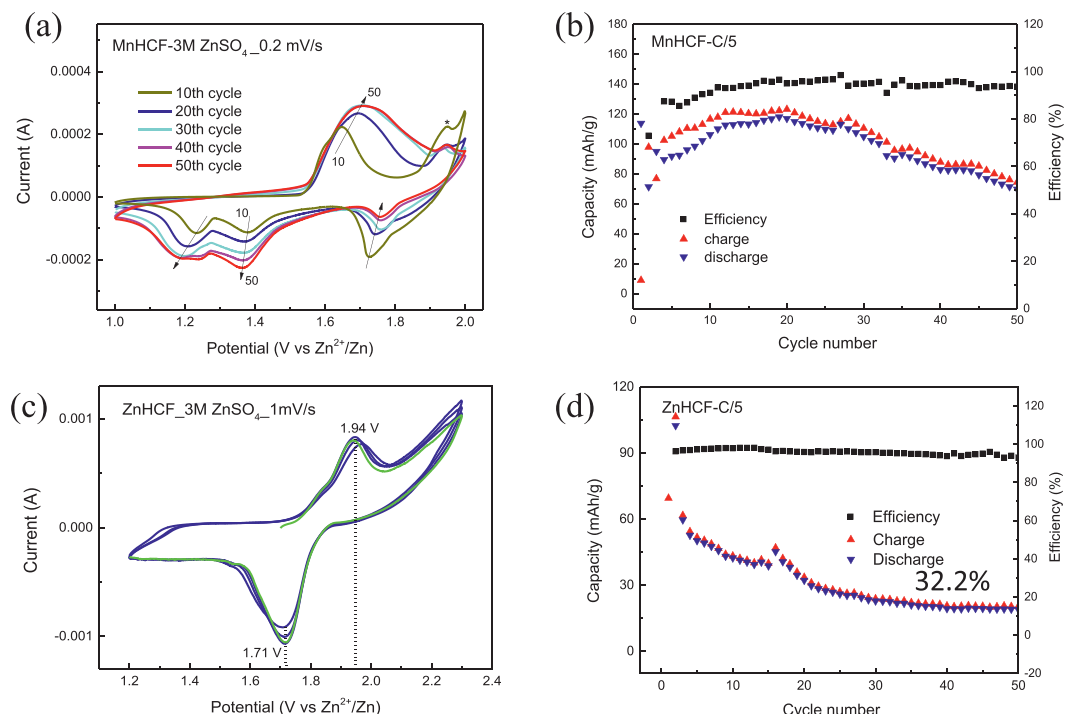 (a)
MnHCF-3M ZnSO4_0.2 mV/s
10th cycle
20th cycle
30th cycle
40th cycle
50th cycle
50
10
*
10
50
0.0004
0.0002
0.0000
-0.0002
Current (A)
1.0 1.2 1.4 1.6 1.8 2.0
Potential (V vs Zn2+/Zn)
(b)
MnHCF-C/5
Efficiency
charge
discharge
180
160
140
120
100
80
60
40
20
0
Capacity (mAh/g)
120
100
80
60
40
20
0
Efficiency (%)
0 10 20 30 40 50
Cycle number
(c)
ZnHCF_3M ZnSO4_1mV/s
1.94 V
1.71 V
0.001
0.000
-0.001
Current (A)
1.2 1.4 1.6 1.8 2.0 2.2 2.4
Potential (V vs Zn2+/Zn)
(d)
ZnHCF-C/5
Efficiency
Charge
Discharge
32.2%
120
90
60
30
0
Capacity (mAh/g)
120
100
80
60
40
20
0
-20
Efficiency (%)
0 10 20 30 40 50
Cycle number